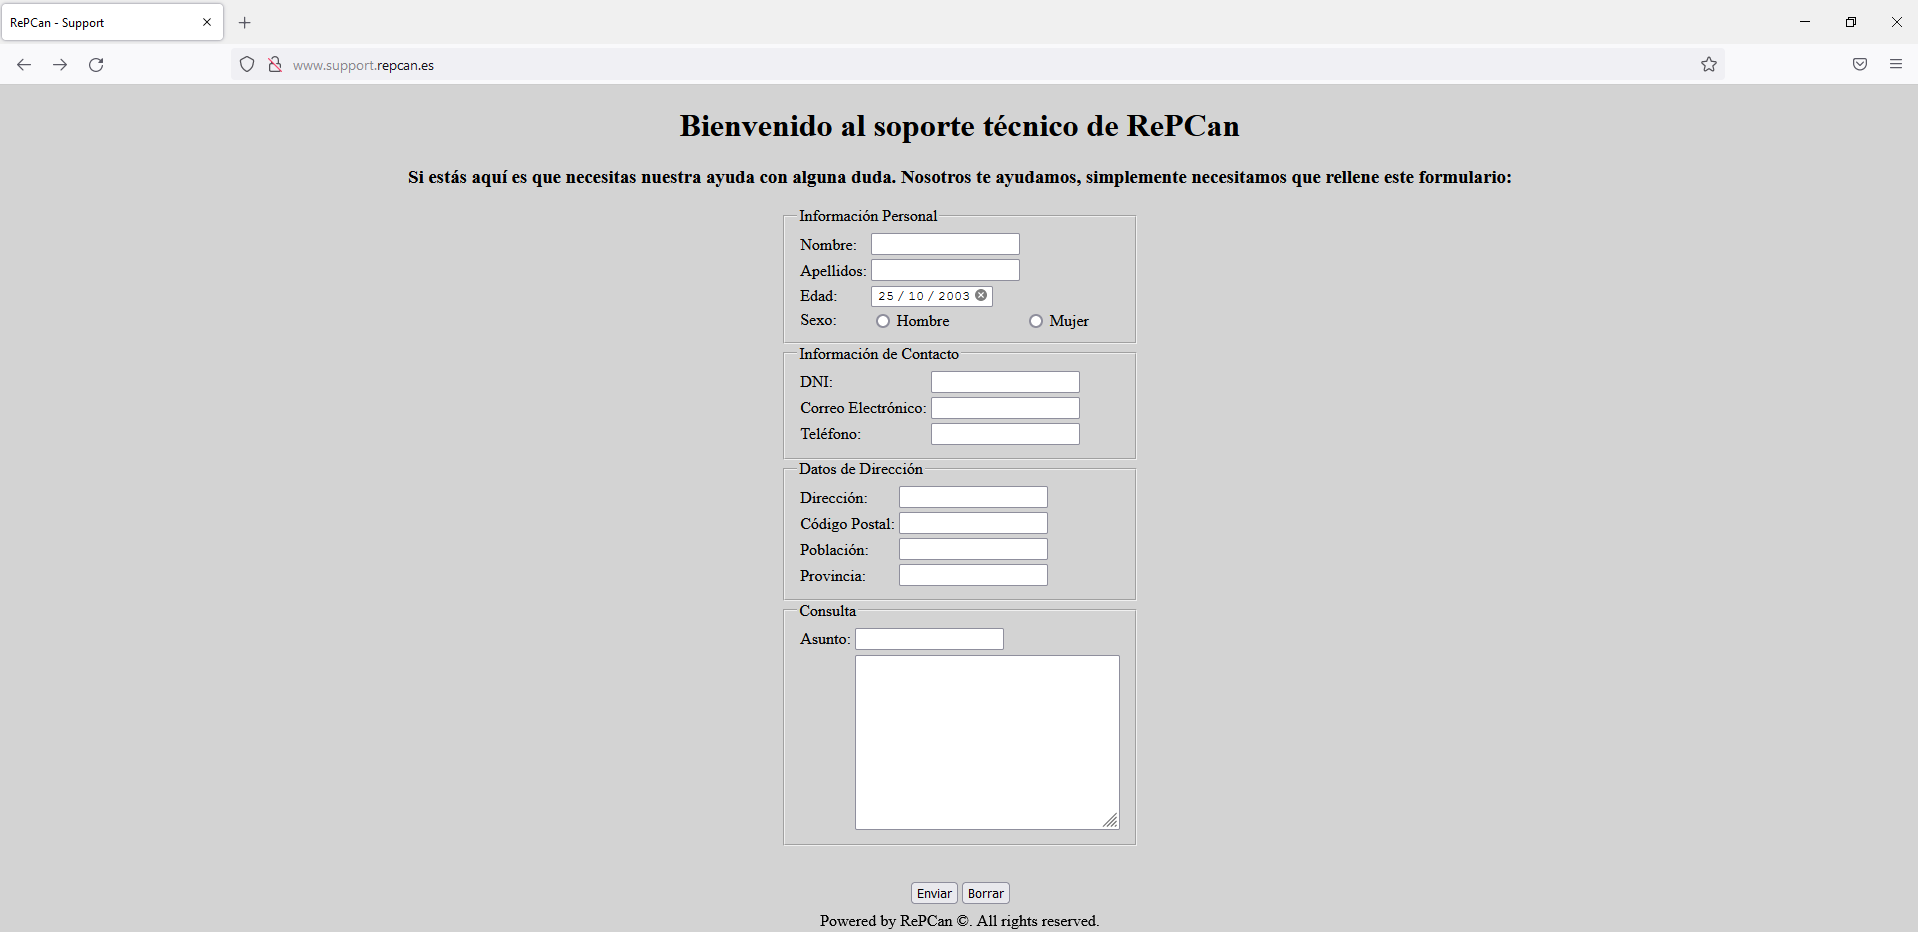 RePCan - Support
www.support.repcan.es
Bienvenido al soporte técnico de RePCan
Si estás aquí es que necesitas nuestra ayuda con alguna duda. Nosotros te ayudamos, simplemente necesitamos que rellene este formulario:
Información Personal
Nombre:
Apellidos:
Edad: 25 / 10 / 2003
Sexo: Hombre Mujer
Información de Contacto
DNI:
Correo Electrónico:
Teléfono:
Datos de Dirección
Dirección:
Código Postal:
Población:
Provincia:
Consulta
Asunto:
Enviar Borrar
Powered by RePCan ©. All rights reserved.